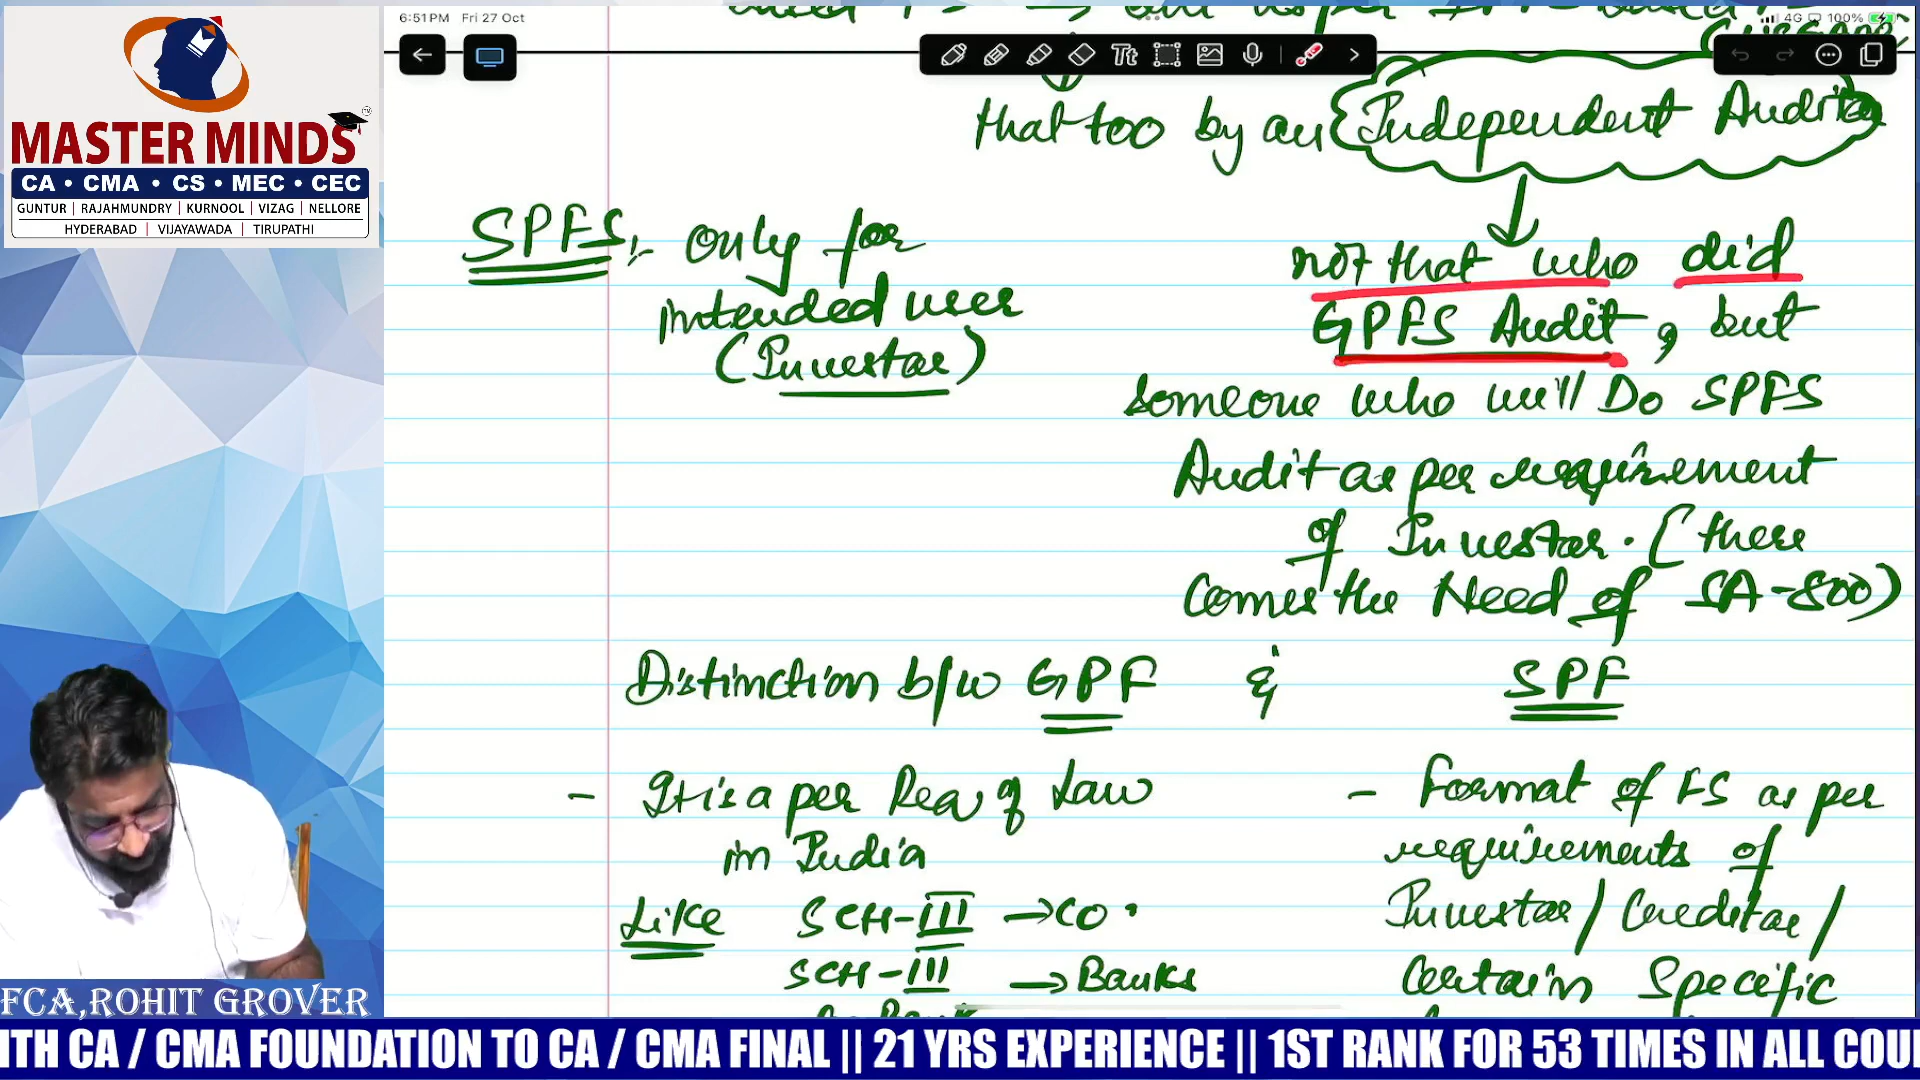 6:51 PM Fri 27 Oct
4G 100%
Tt
TM
MASTER MINDS
CA • CMA • CS • MEC • CEC
GUNTUR | RAJAHMUNDRY | KURNOOL | VIZAG | NELLORE
HYDERABAD | VIJAYAWADA | TIRUPATHI
that too by an Independent Auditor
SPFS:- only for
intended user
(Investor)
not that who did
GPFS Audit, but
someone who will Do SPFS
Audit as per requirement
of Investor. (there
comes the Need of SA-800)
Distinction b/w GPF & SPF
- It is a per Req of Law
in India
Like SCH-III → CO.
SCH-III → Banks
- Format of FS as per
requirements of
Investor/ Creditor/
Certain Specific
FCA,ROHIT GROVER
ITH CA / CMA FOUNDATION TO CA / CMA FINAL || 21 YRS EXPERIENCE || 1ST RANK FOR 53 TIMES IN ALL COU